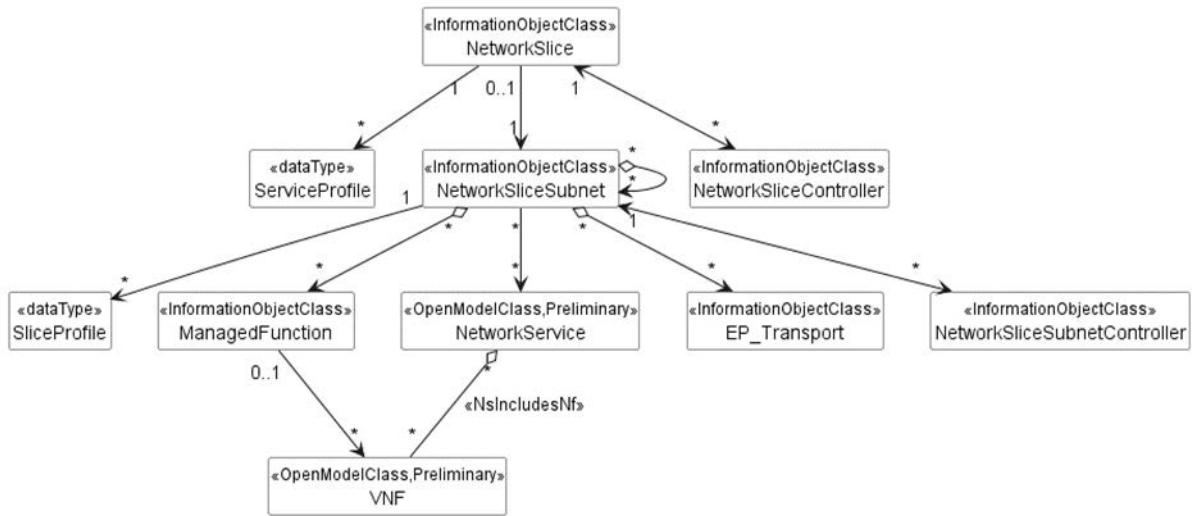 «InformationObjectClass»
NetworkSlice
1
0..1
1
*
1
*
«dataType»
ServiceProfile
«InformationObjectClass»
NetworkSliceSubnet
*
*
«InformationObjectClass»
NetworkSliceController
1
*
*
*
1
*
*
*
*
*
«dataType»
SliceProfile
«InformationObjectClass»
ManagedFunction
«OpenModelClass,Preliminary»
NetworkService
«InformationObjectClass»
EP_Transport
«InformationObjectClass»
NetworkSliceSubnetController
0..1
*
«NsIncludesNf»
*
*
«OpenModelClass,Preliminary»
VNF